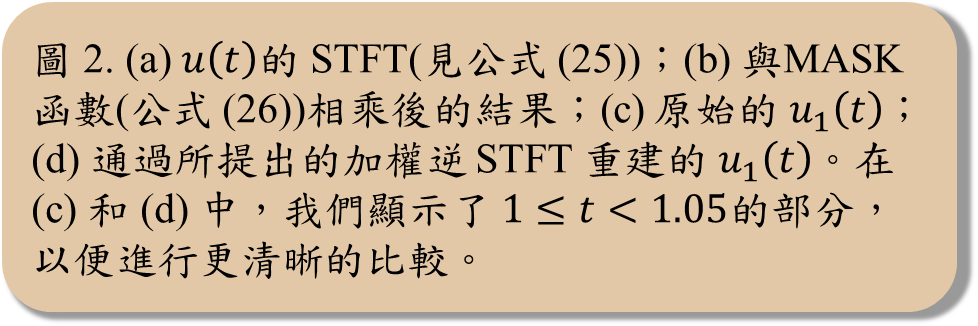 圖 2. (a) 𝑢(𝑡)的 STFT(見公式 (25))；(b) 與MASK
函數(公式 (26))相乘後的結果；(c) 原始的 𝑢₁(𝑡)；
(d) 通過所提出的加權逆 STFT 重建的 𝑢₁(𝑡)。在
(c) 和 (d) 中，我們顯示了 1 ≤ 𝑡 < 1.05的部分，
以便進行更清晰的比較。